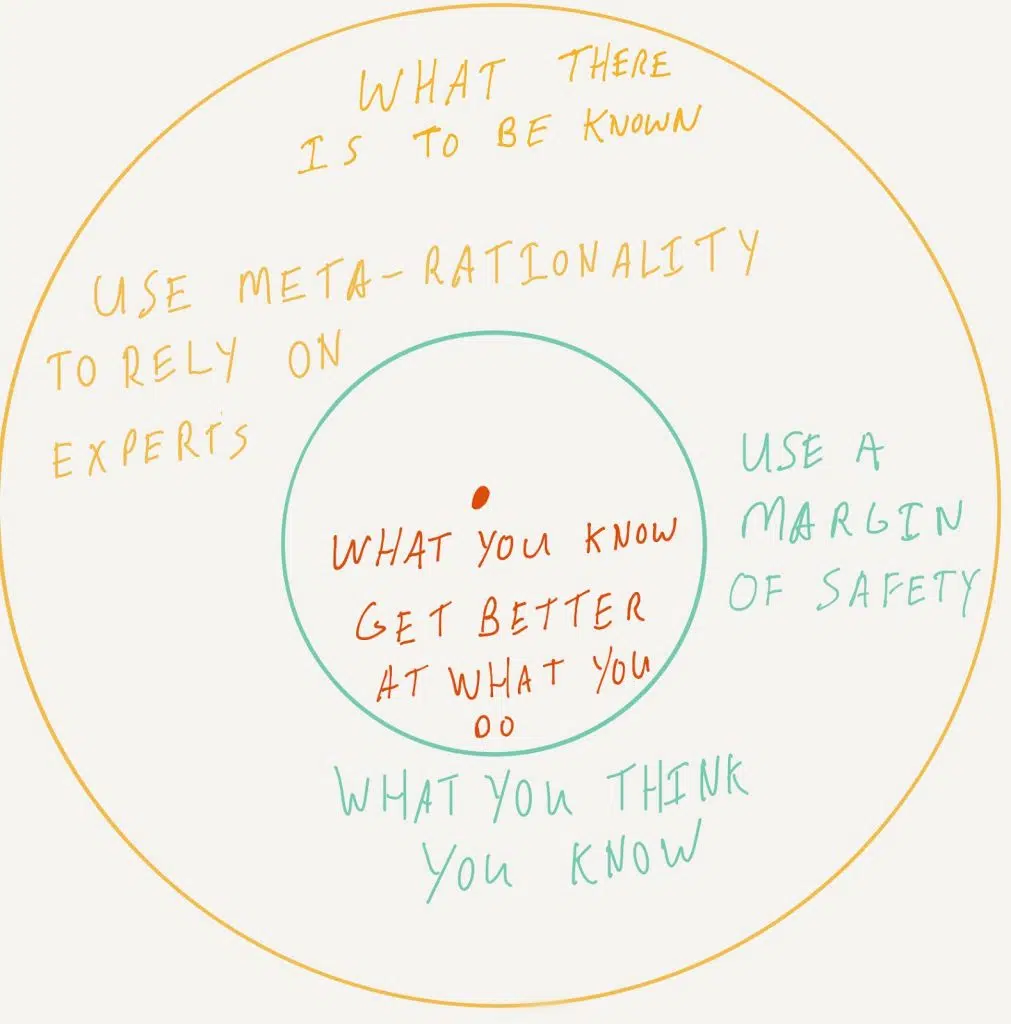 WHAT THERE
IS TO BE KNOWN
USE META-RATIONALITY
TO RELY ON
EXPERTS
USE A
MARGIN
OF SAFETY
WHAT YOU KNOW
GET BETTER
AT WHAT YOU
DO
WHAT YOU THINK
YOU KNOW